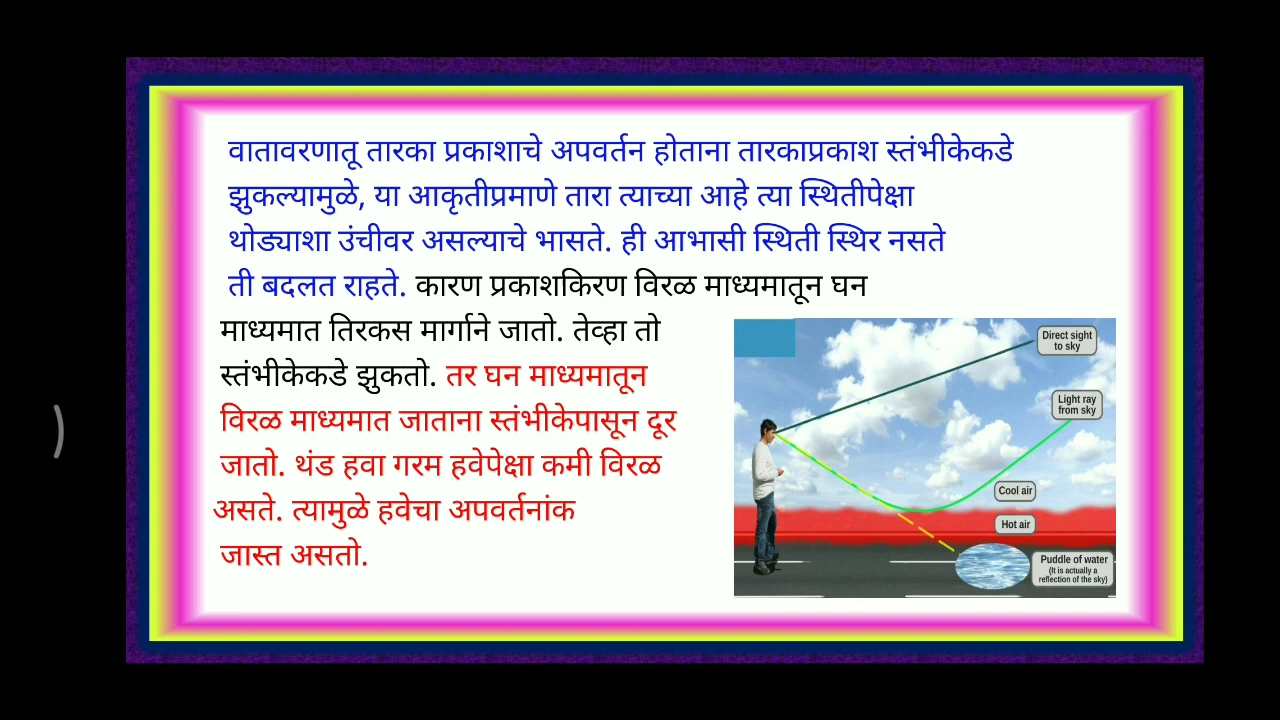 वातावरणातू तारका प्रकाशाचे अपवर्तन होताना तारकाप्रकाश स्तंभीकेकडे
झुकल्यामुळे, या आकृतीप्रमाणे तारा त्याच्या आहे त्या स्थितीपेक्षा
थोड्याशा उंचीवर असल्याचे भासते. ही आभासी स्थिती स्थिर नसते
ती बदलत राहते. कारण प्रकाशकिरण विरळ माध्यमातून घन
माध्यमात तिरकस मार्गाने जातो. तेव्हा तो
स्तंभीकेकडे झुकतो. तर घन माध्यमातून
विरळ माध्यमात जाताना स्तंभीकेपासून दूर
जातो. थंड हवा गरम हवेपेक्षा कमी विरळ
असते. त्यामुळे हवेचा अपवर्तनांक
जास्त असतो.
Direct sight
to sky
Light ray
from sky
Cool air
Hot air
Puddle of water
(It is actually a
reflection of the sky)